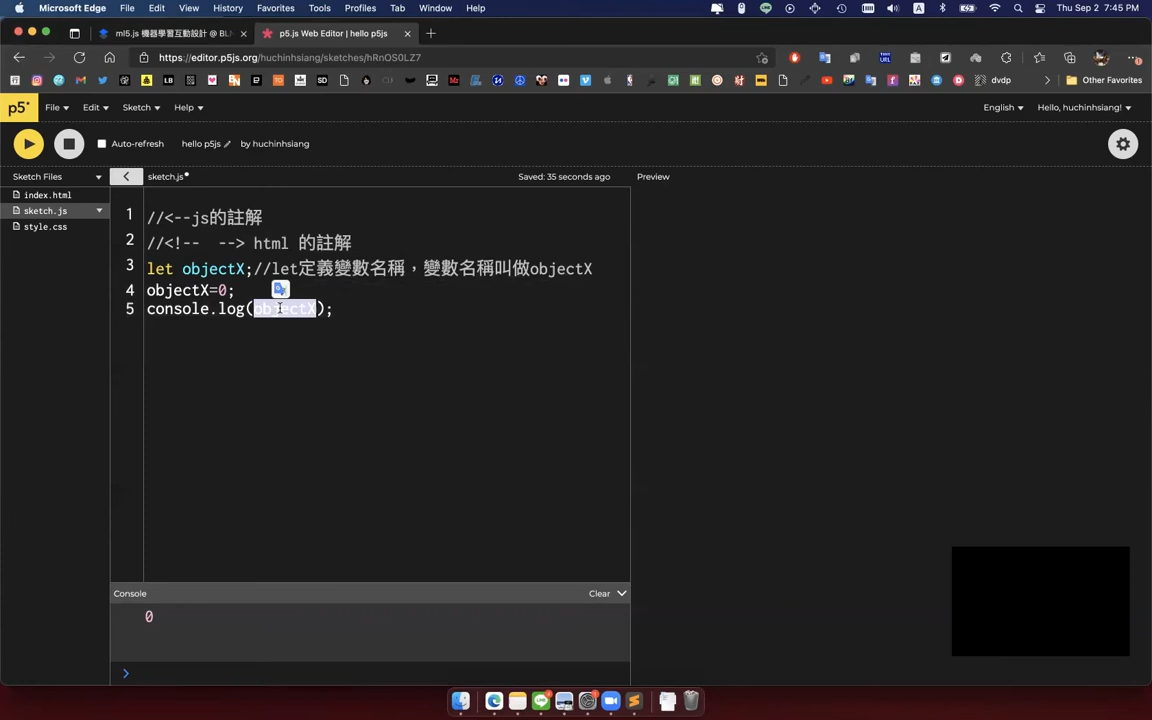 Microsoft Edge File Edit View History Favorites Tools Profiles Tab Window Help Thu Sep 2 7:45 PM
ml5.js 機器學習互動設計 @ BL
p5.js Web Editor | hello p5js
https://editor.p5js.org/huchinhsiang/sketches/hRnOS0LZ7
dvdp Other Favorites
p5* File Edit Sketch Help English Hello, huchinhsiang!
Auto-refresh hello p5js by huchinhsiang
Sketch Files sketch.js Saved: 35 seconds ago Preview
index.html
sketch.js
style.css
1 //<--js的註解
2 //<!-- --> html 的註解
3 let objectX;//let定義變數名稱，變數名稱叫做objectX
4 objectX=0;
5 console.log(objectX);
Console Clear
0
>